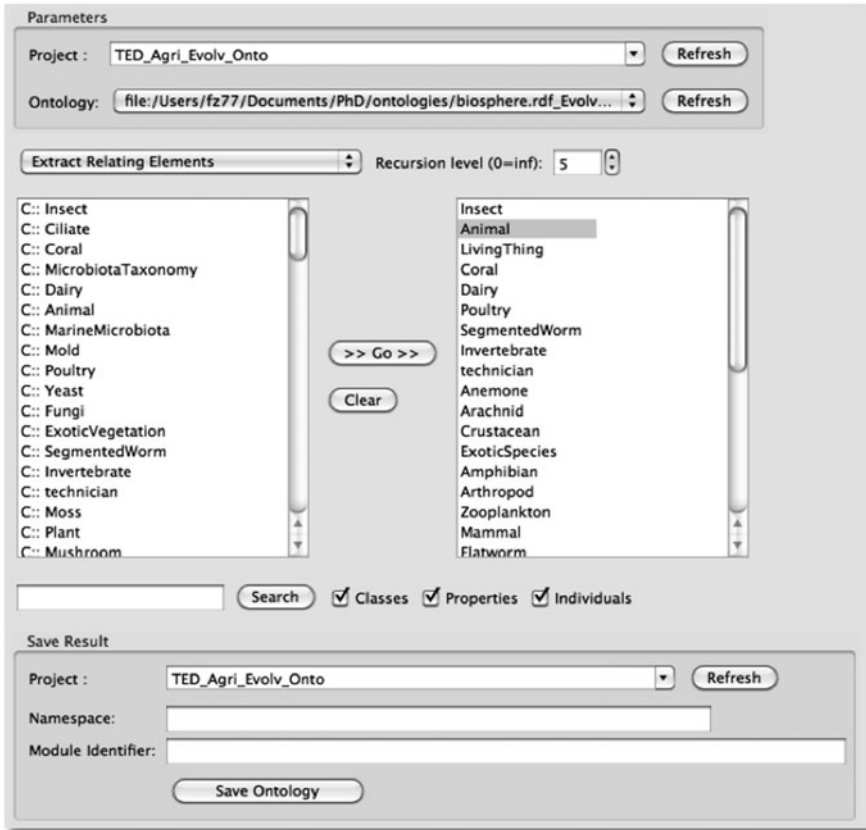 Parameters
Project : TED_Agri_Evolv_Onto Refresh
Ontology: file:/Users/fz77/Documents/PhD/ontologies/biosphere.rdf_Evolv... Refresh
Extract Relating Elements Recursion level (0=inf): 5
C:: Insect
C:: Ciliate
C:: Coral
C:: MicrobiotaTaxonomy
C:: Dairy
C:: Animal
C:: MarineMicrobiota
C:: Mold
C:: Poultry
C:: Yeast
C:: Fungi
C:: ExoticVegetation
C:: SegmentedWorm
C:: Invertebrate
C:: technician
C:: Moss
C:: Plant
C:: Mushroom
>> Go >>
Clear
Insect
Animal
LivingThing
Coral
Dairy
Poultry
SegmentedWorm
Invertebrate
technician
Anemone
Arachnid
Crustacean
ExoticSpecies
Amphibian
Arthropod
Zooplankton
Mammal
Flatworm
Search Classes Properties Individuals
Save Result
Project : TED_Agri_Evolv_Onto Refresh
Namespace:
Module Identifier:
Save Ontology